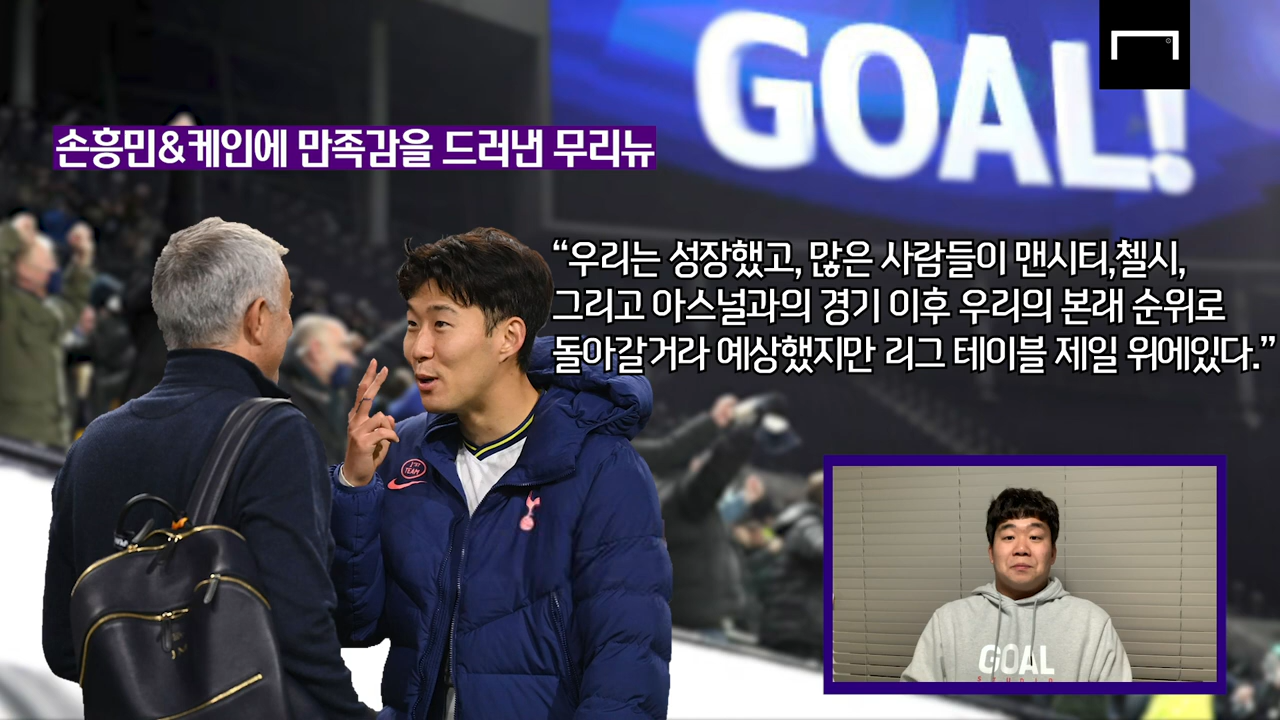 GOAL!
손흥민&케인에 만족감을 드러낸 무리뉴
“우리는 성장했고, 많은 사람들이 맨시티,첼시,
그리고 아스널과의 경기 이후 우리의 본래 순위로
돌아갈거라 예상했지만 리그 테이블 제일 위에있다.”
1ST TEAM
J M
GOAL
STUDIO